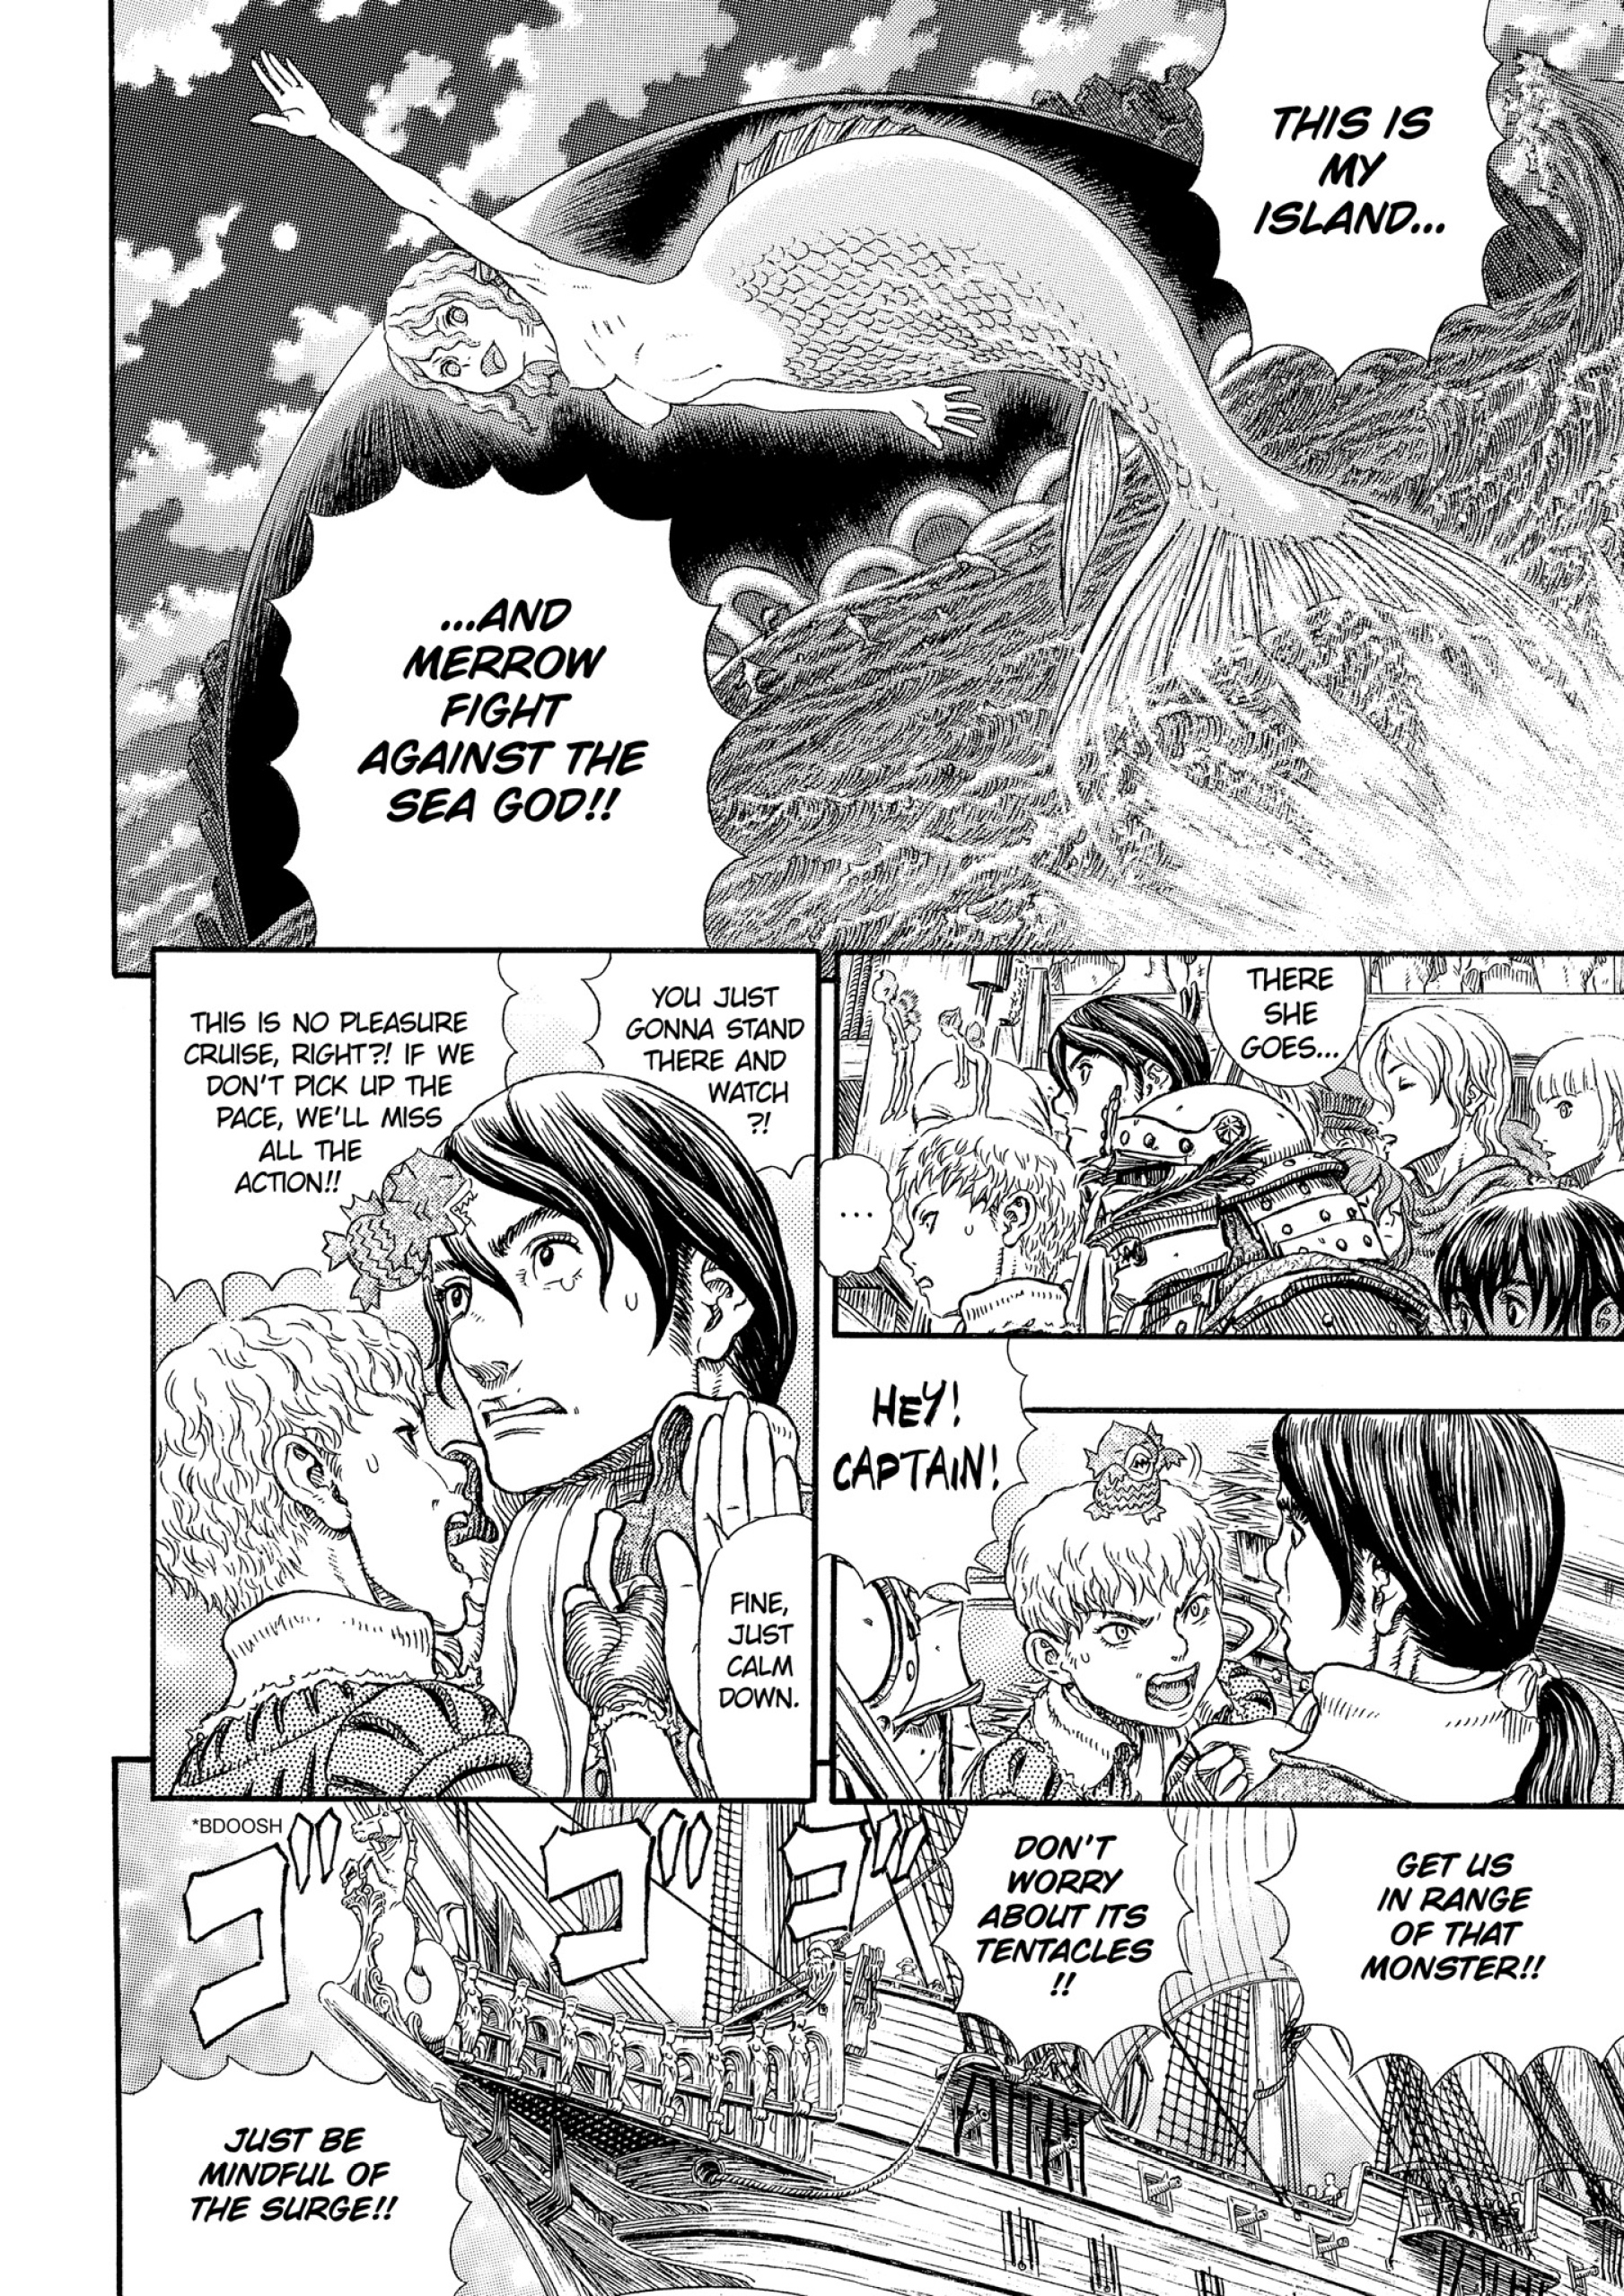 THIS IS
MY
ISLAND...
...AND
MERROW
FIGHT
AGAINST THE
SEA GOD!!
THERE
SHE
GOES...
...
YOU JUST
GONNA STAND
THERE AND
WATCH
?!
THIS IS NO PLEASURE
CRUISE, RIGHT?! IF WE
DON'T PICK UP THE
PACE, WE'LL MISS
ALL THE
ACTION!!
HEY!
CAPTAIN!
FINE,
JUST
CALM
DOWN.
GET US
IN RANGE
OF THAT
MONSTER!!
DON'T
WORRY
ABOUT ITS
TENTACLES
!!
*BDOOSH
ゴゴゴ
JUST BE
MINDFUL OF
THE SURGE!!